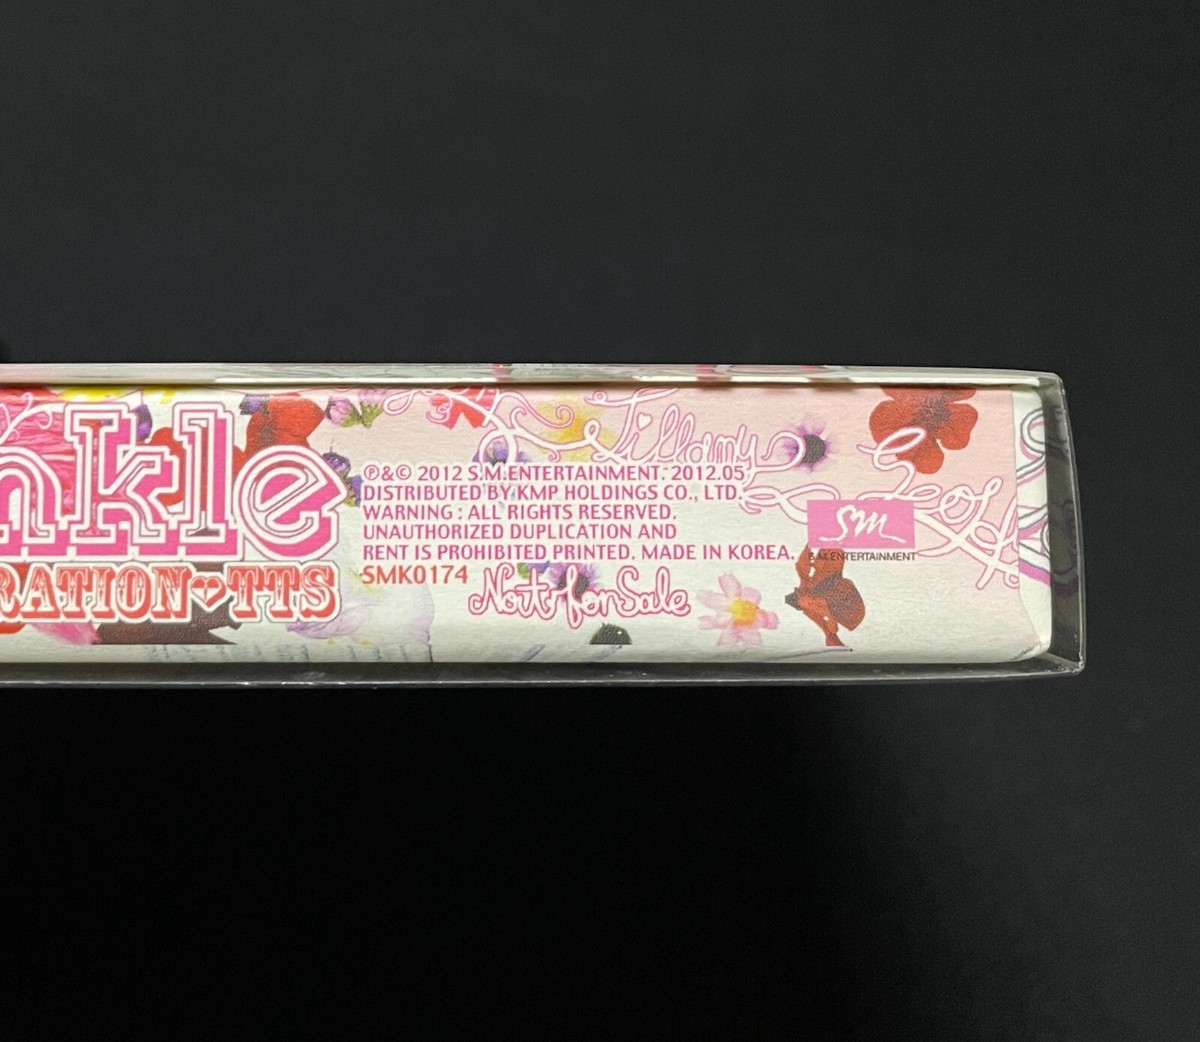 nkle
RATION♥TTS
Tiffany
Seohy
℗&© 2012 S.M.ENTERTAINMENT. 2012.05
DISTRIBUTED BY KMP HOLDINGS CO., LTD.
WARNING : ALL RIGHTS RESERVED.
UNAUTHORIZED DUPLICATION AND
RENT IS PROHIBITED PRINTED. MADE IN KOREA.
SMK0174
Not for Sale
SM
S.M.ENTERTAINMENT